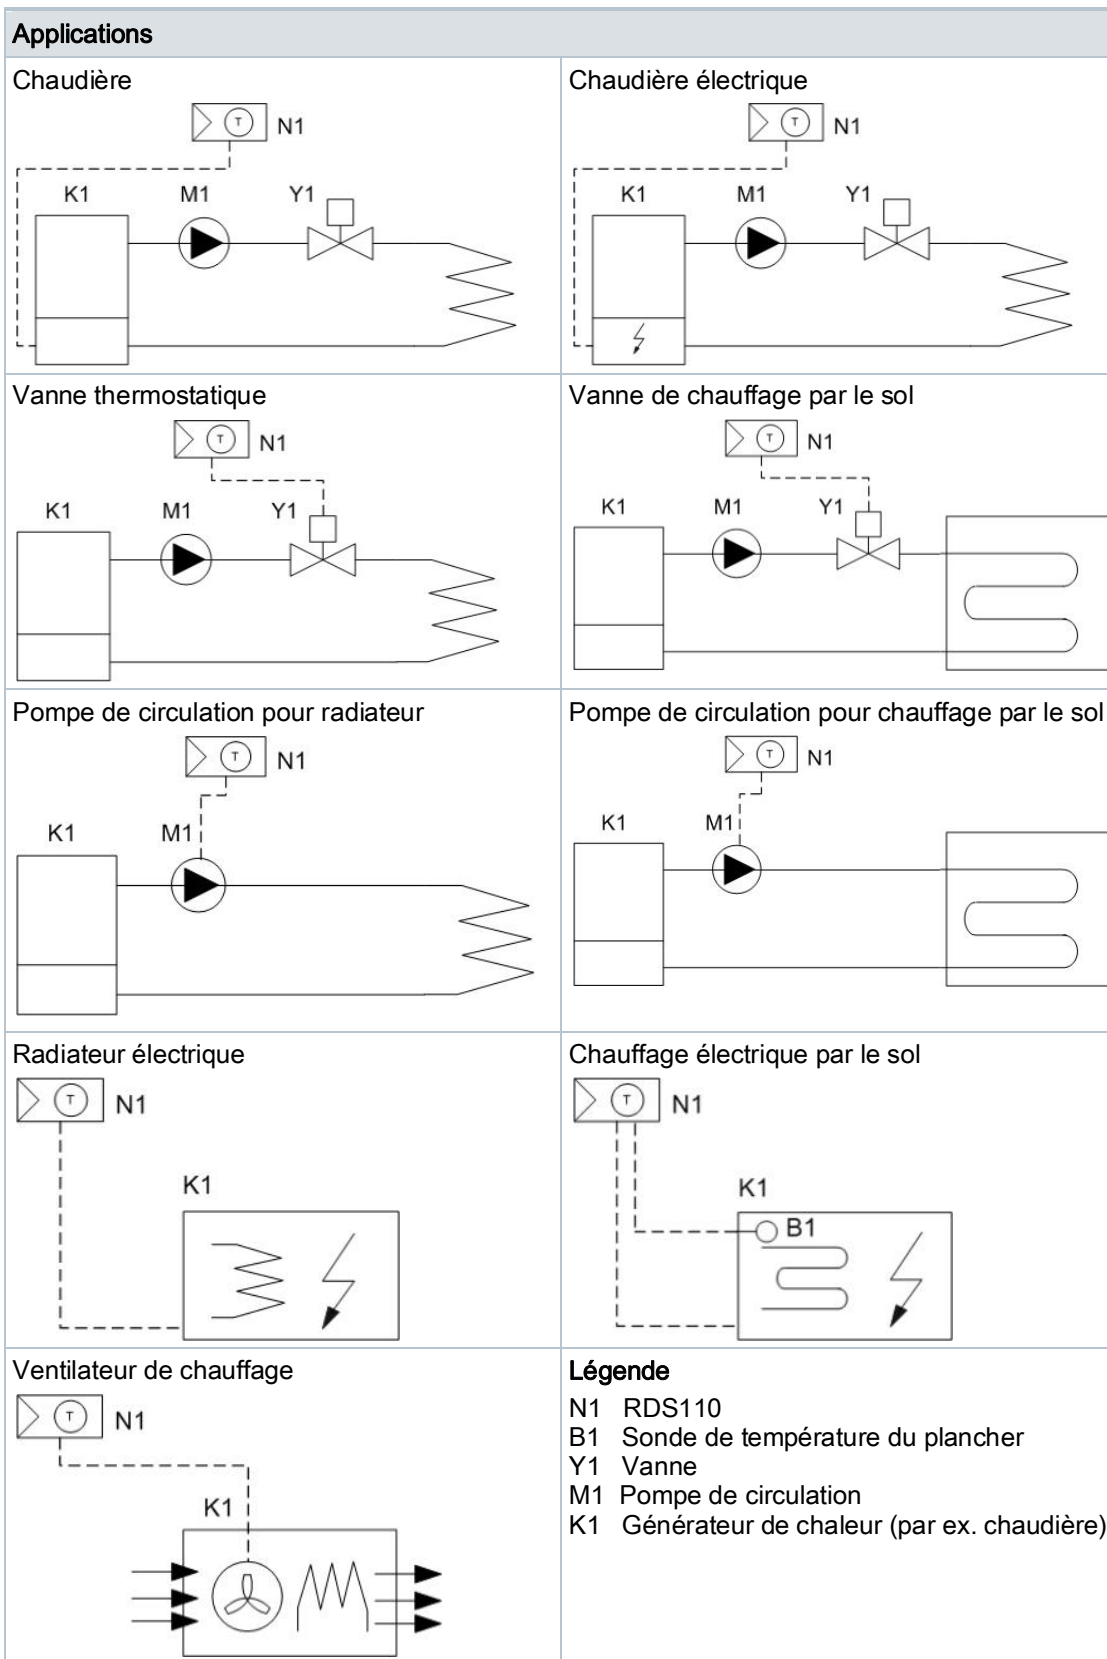 Applications
Chaudière
T
N1
K1
M1
Y1
Chaudière électrique
T
N1
K1
M1
Y1
Vanne thermostatique
T
N1
K1
M1
Y1
Vanne de chauffage par le sol
T
N1
K1
M1
Y1
Pompe de circulation pour radiateur
T
N1
K1
M1
Pompe de circulation pour chauffage par le sol
T
N1
K1
M1
Radiateur électrique
T
N1
K1
Chauffage électrique par le sol
T
N1
K1
B1
Ventilateur de chauffage
T
N1
K1
Légende
N1 RDS110
B1 Sonde de température du plancher
Y1 Vanne
M1 Pompe de circulation
K1 Générateur de chaleur (par ex. chaudière)